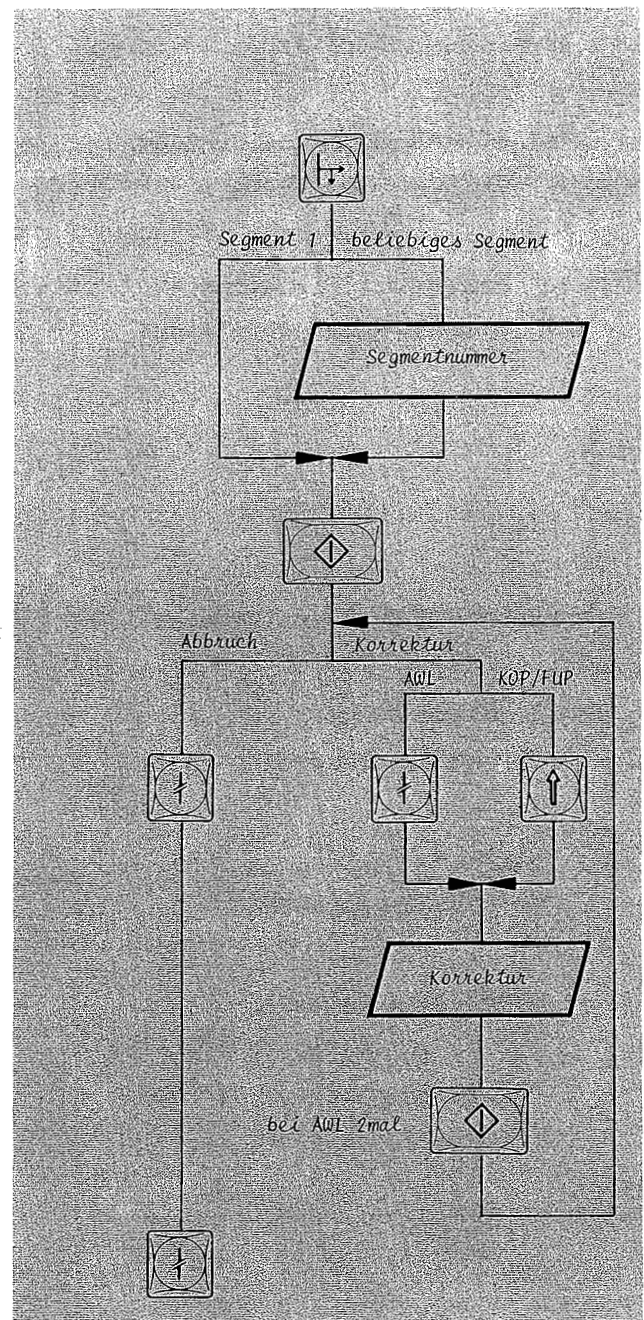 Segment 1 beliebiges Segment
Segmentnummer
Abbruch Korrektur
AWL KOP/FUP
Korrektur
bei AWL 2mal